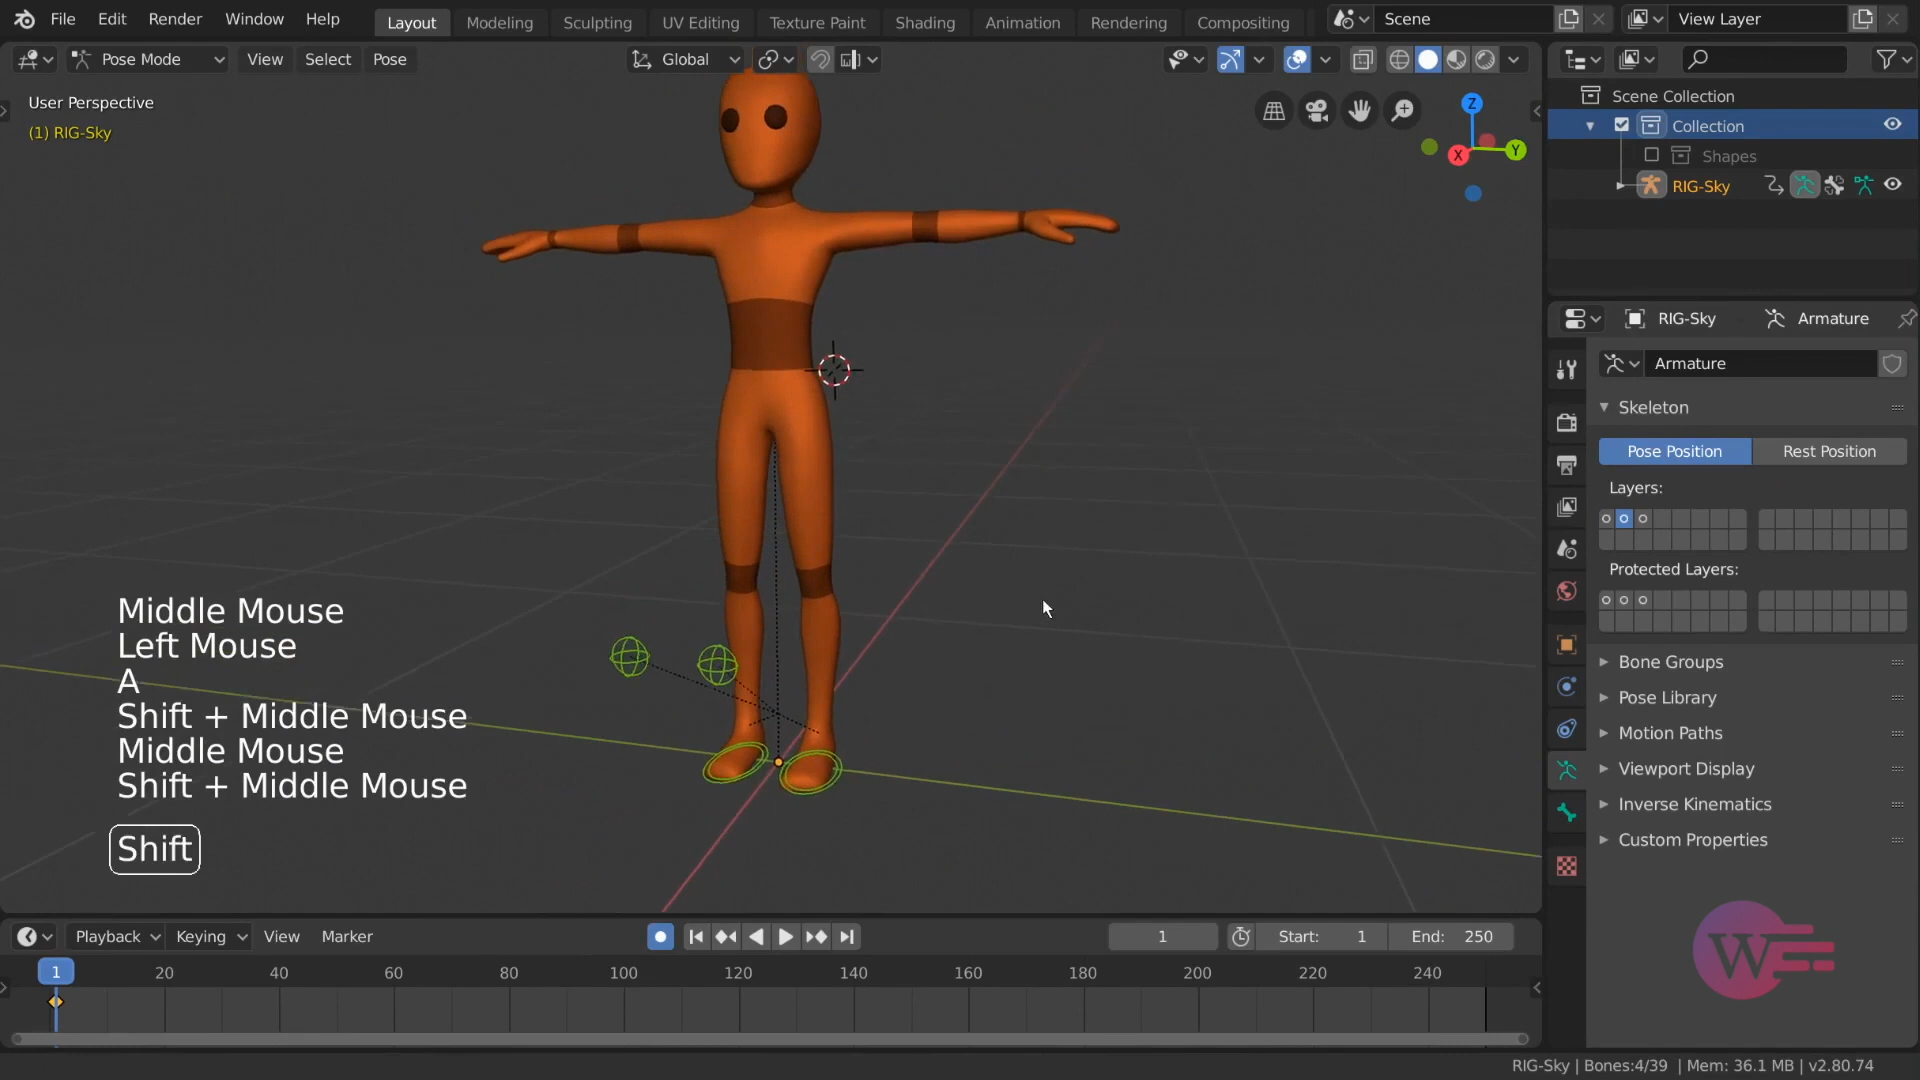 File Edit Render Window Help Layout Modeling Sculpting UV Editing Texture Paint Shading Animation Rendering Compositing Scene View Layer
Pose Mode View Select Pose Global
User Perspective
(1) RIG-Sky
Z
Y
X
Scene Collection
Collection
Shapes
RIG-Sky
RIG-Sky Armature
Armature
Skeleton
Pose Position Rest Position
Layers:
Protected Layers:
Bone Groups
Pose Library
Motion Paths
Viewport Display
Inverse Kinematics
Custom Properties
Middle Mouse
Left Mouse
A
Shift + Middle Mouse
Middle Mouse
Shift + Middle Mouse
Shift
W
Playback Keying View Marker 1 Start: 1 End: 250
1 20 40 60 80 100 120 140 160 180 200 220 240
RIG-Sky | Bones:4/39 | Mem: 36.1 MB | v2.80.74